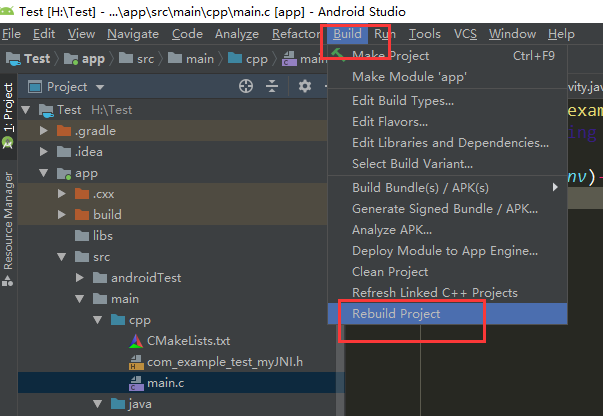 Test [H:\Test] - ...\app\src\main\cpp\main.c [app] - Android Studio
File Edit View Navigate Code Analyze Refactor Build Run Tools VCS Window Help
Test app src main cpp
Project
1: Project
Resource Manager
Test H:\Test
.gradle
.idea
app
.cxx
build
libs
src
androidTest
main
cpp
CMakeLists.txt
com_example_test_myJNI.h
main.c
java
Make Project Ctrl+F9
Make Module 'app'
Edit Build Types...
Edit Flavors...
Edit Libraries and Dependencies...
Select Build Variant...
Build Bundle(s) / APK(s)
Generate Signed Bundle / APK...
Analyze APK...
Deploy Module to App Engine...
Clean Project
Refresh Linked C++ Projects
Rebuild Project
vity.java
exam
ing
nv)